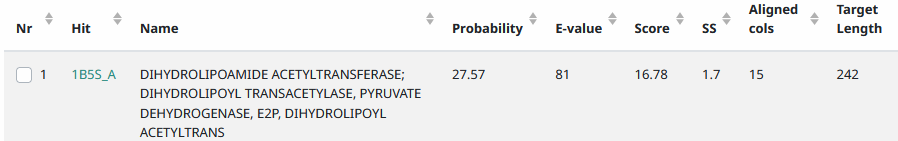 Nr Hit Name Probability E-value Score SS Aligned cols Target Length
1 1B5S_A DIHYDROLIPOAMIDE ACETYLTRANSFERASE; 27.57 81 16.78 1.7 15 242
DIHYDROLIPOYL TRANSACETYLASE, PYRUVATE
DEHYDROGENASE, E2P, DIHYDROLIPOYL
ACETYLTRANS